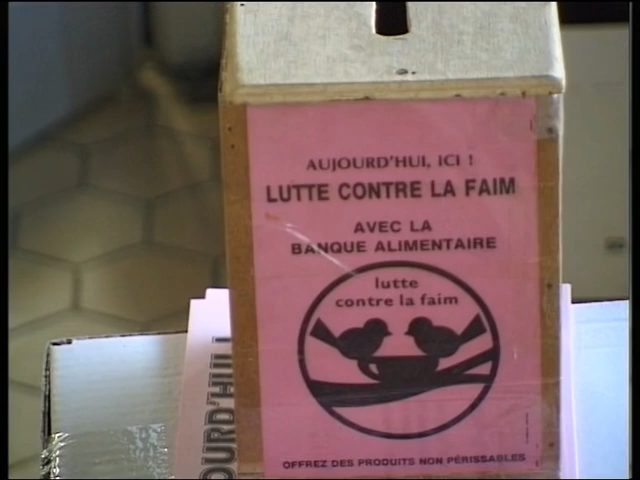 AUJOURD'HUI, ICI !
LUTTE CONTRE LA FAIM
AVEC LA
BANQUE ALIMENTAIRE
lutte
contre la faim
OFFREZ DES PRODUITS NON PÉRISSABLES
OURD'HUI